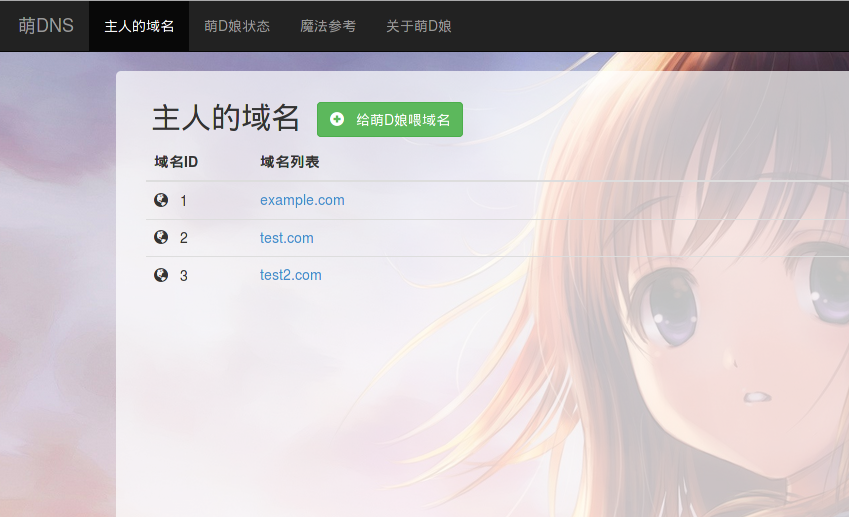 萌DNS 主人的域名 萌D娘状态 魔法参考 关于萌D娘
主人的域名 给萌D娘喂域名
域名ID 域名列表
1 example.com
2 test.com
3 test2.com